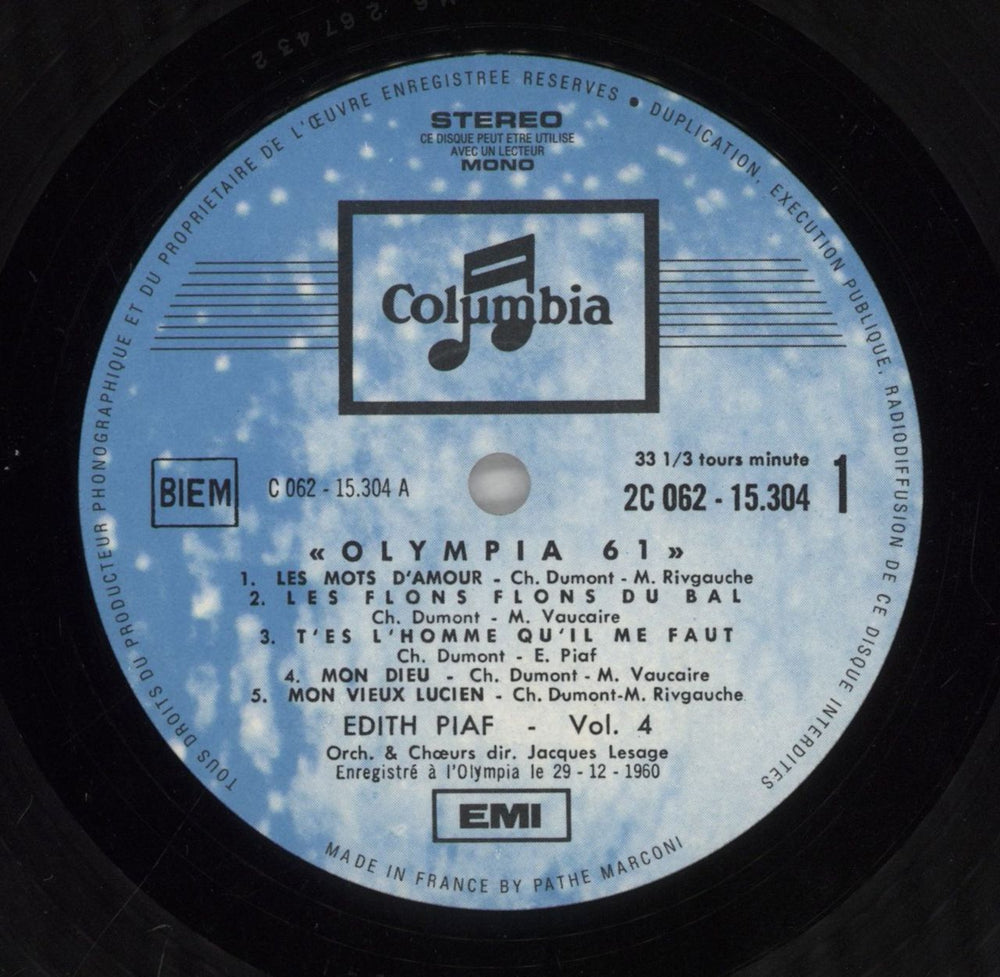 TOUS DROITS DU PRODUCTEUR PHONOGRAPHIQUE ET DU PROPRIETAIRE DE L'ŒUVRE ENREGISTREE RESERVES • DUPLICATION, EXECUTION PUBLIQUE, RADIODIFFUSION DE CE DISQUE INTERDITES
STEREO
CE DISQUE PEUT ETRE UTILISE
AVEC UN LECTEUR
MONO
Columbia
33 1/3 tours minute
BIEM C 062 - 15.304 A 2C 062 - 15.304 1
« OLYMPIA 61 »
1. LES MOTS D'AMOUR - Ch. Dumont - M. Rivgauche
2. LES FLONS FLONS DU BAL
Ch. Dumont - M. Vaucaire
3. T'ES L'HOMME QU'IL ME FAUT
Ch. Dumont - E. Piaf
4. MON DIEU - Ch. Dumont - M. Vaucaire
5. MON VIEUX LUCIEN - Ch. Dumont-M. Rivgauche
EDITH PIAF - Vol. 4
Orch. & Chœurs dir. Jacques Lesage
Enregistré à l'Olympia le 29 - 12 - 1960
EMI
MADE IN FRANCE BY PATHE MARCONI